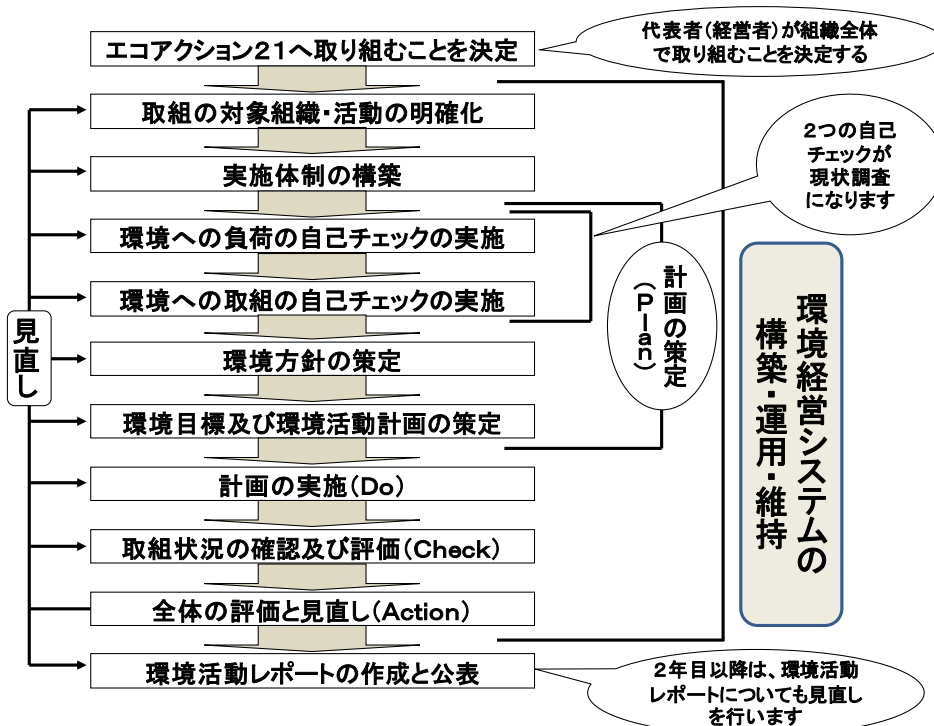 エコアクション21へ取り組むことを決定
代表者(経営者)が組織全体
で取り組むことを決定する
取組の対象組織・活動の明確化
実施体制の構築
2つの自己
チェックが
現状調査
になります
環境への負荷の自己チェックの実施
環境への取組の自己チェックの実施
環境方針の策定
環境目標及び環境活動計画の策定
計画の策定
(Plan)
計画の実施(Do)
取組状況の確認及び評価(Check)
全体の評価と見直し(Action)
環境活動レポートの作成と公表
見直し
環境経営システムの
構築・運用・維持
2年目以降は、環境活動
レポートについても見直し
を行います